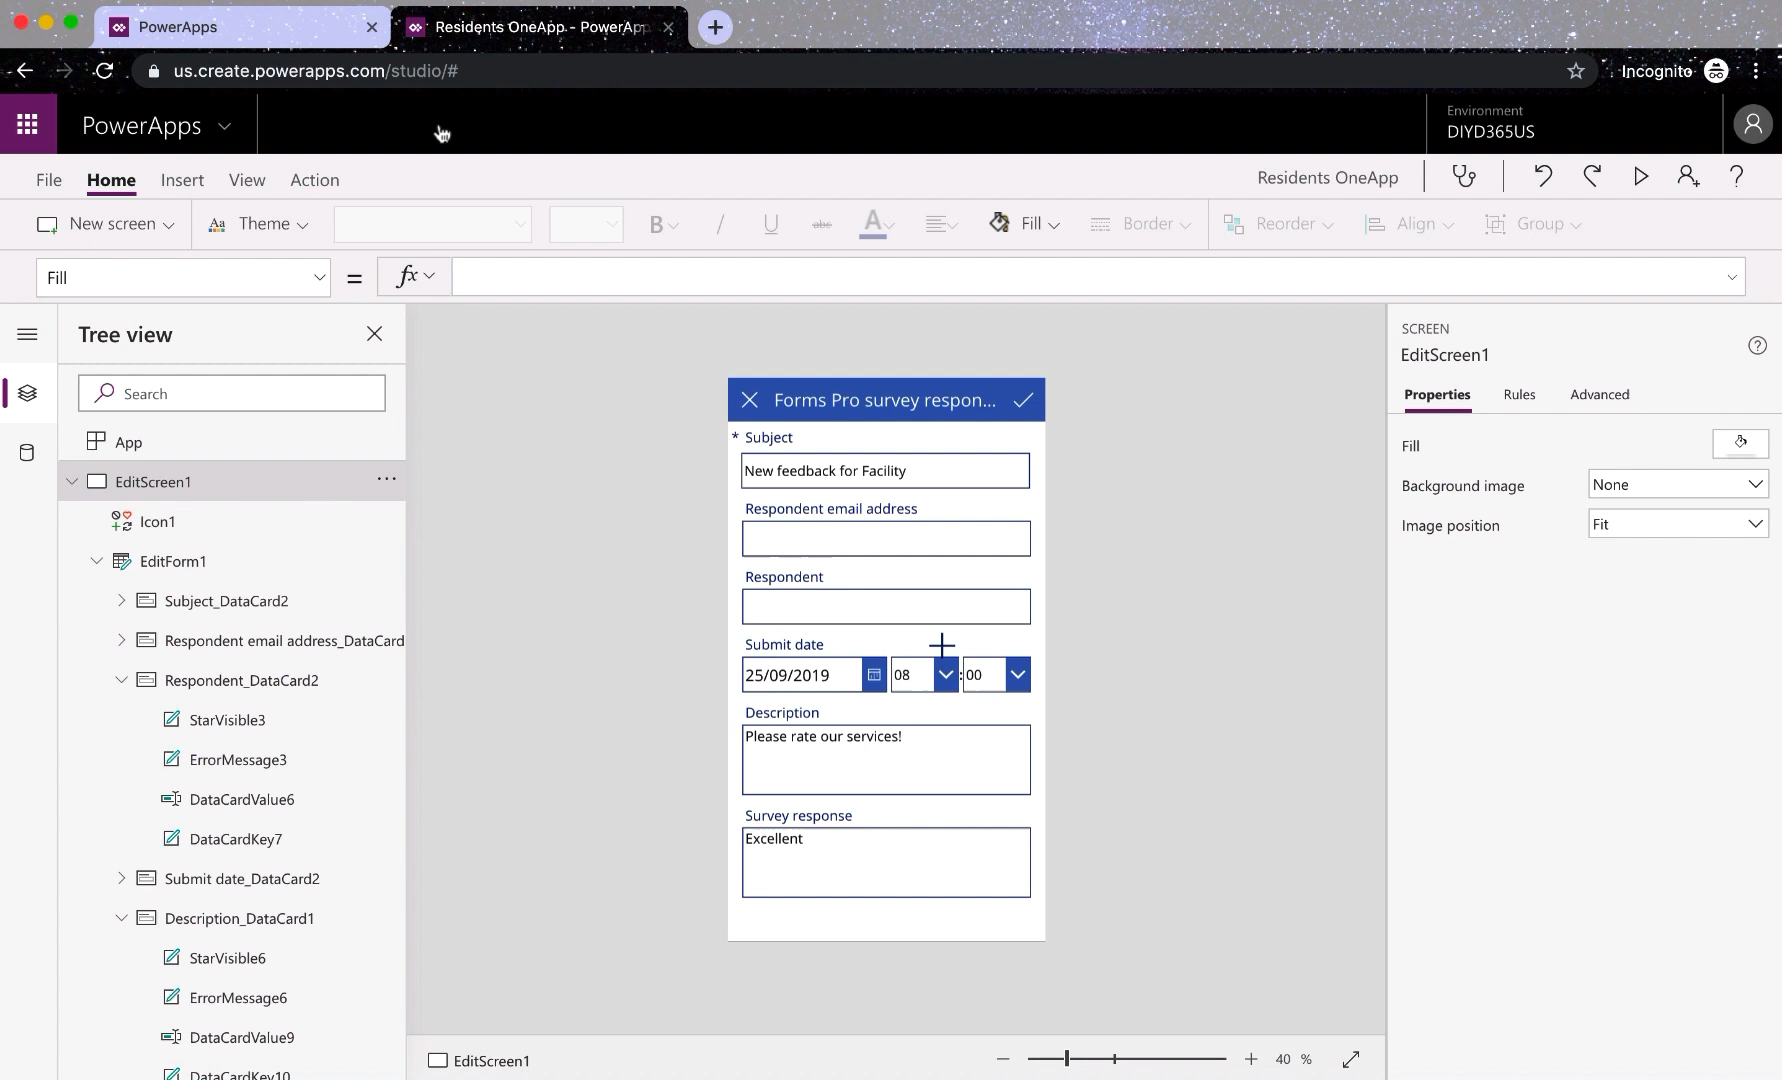 PowerApps
Residents OneApp - PowerApp
us.create.powerapps.com/studio/#
Incognito
PowerApps
Environment
DIYD365US
File
Home
Insert
View
Action
Residents OneApp
New screen
Aa
Theme
B
/
U
abc
A
Fill
Border
Reorder
Align
Group
Fill
=
fx
Tree view
Search
App
EditScreen1
Icon1
EditForm1
Subject_DataCard2
Respondent email address_DataCard
Respondent_DataCard2
StarVisible3
ErrorMessage3
DataCardValue6
DataCardKey7
Submit date_DataCard2
Description_DataCard1
StarVisible6
ErrorMessage6
DataCardValue9
DataCardKey10
Forms Pro survey respon...
* Subject
New feedback for Facility
Respondent email address
Respondent
Submit date
25/09/2019
08
:
00
Description
Please rate our services!
Survey response
Excellent
EditScreen1
40 %
SCREEN
EditScreen1
Properties
Rules
Advanced
Fill
Background image
None
Image position
Fit